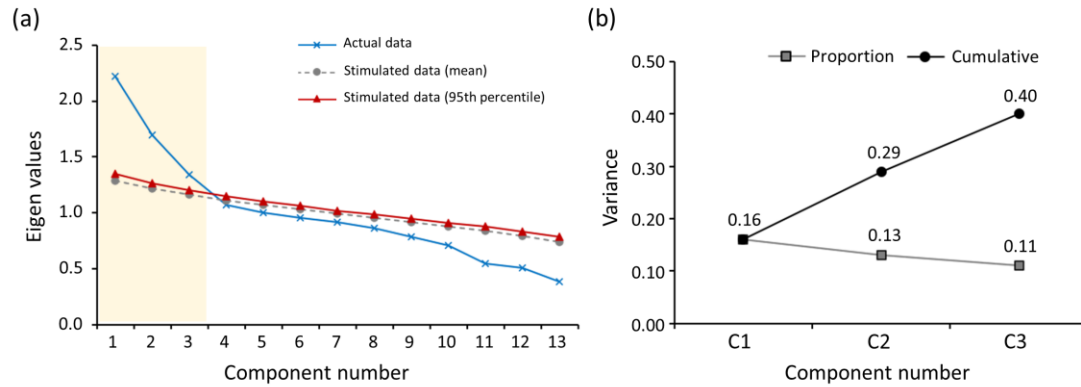 (a)
2.5
2.0
1.5
1.0
0.5
0.0
Eigen values
Actual data
Stimulated data (mean)
Stimulated data (95th percentile)
1 2 3 4 5 6 7 8 9 10 11 12 13
Component number
(b)
Proportion Cumulative
0.50
0.40
0.30
0.20
0.10
0.00
Variance
0.40
0.29
0.16
0.13
0.11
C1 C2 C3
Component number